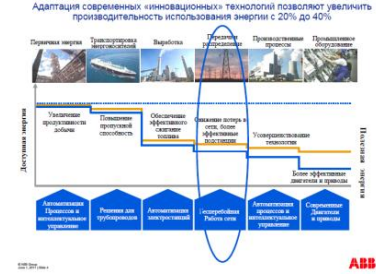 Адаптация современных «инновационных» технологий позволяют увеличить
производительность использования энергии с 20% до 40%
Первичная энергия
Транспортировка
энергоносителей
Выработка
Передача и
распределение
Производственные
процессы
Промышленное
оборудование
Доступная энергия
Увеличение
продуктивности
добычи
Повышение
пропускной
способность
Обеспечение
эффективного
сжигания
топлива
Снижение потерь в
сети, более
эффективные
подстанции
Усовершенствование
технологии
Более эффективные
двигатели и приводы
Полезная энергия
Автоматизация
Процессов и
интеллектуальное
управление
Решения для
трубопроводов
Автоматизация
электростанций
Бесперебойная
Работа сети
Автоматизация
процессов и
интеллектуальное
управление
Современные
Двигатели
и приводы
ABB